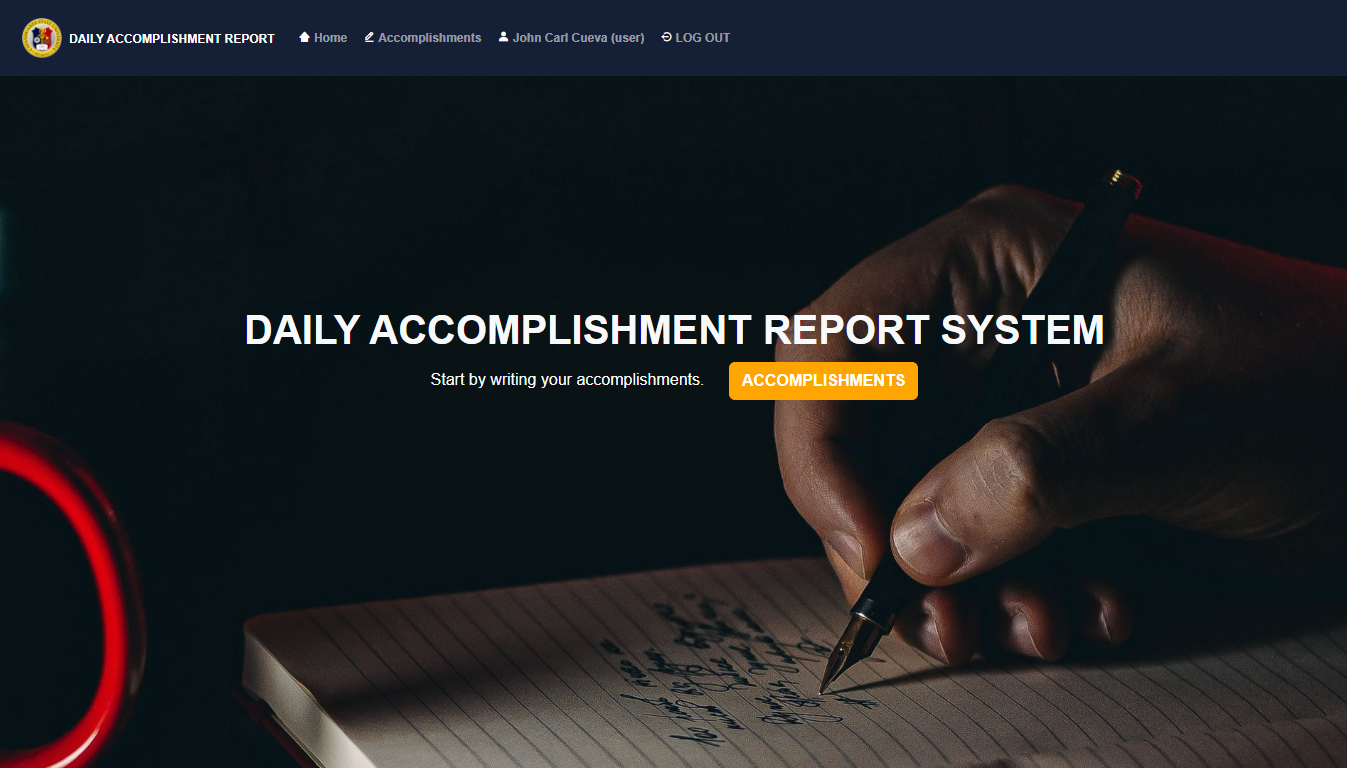 DAILY ACCOMPLISHMENT REPORT Home Accomplishments John Carl Cueva (user) LOG OUT
DAILY ACCOMPLISHMENT REPORT SYSTEM
Start by writing your accomplishments. ACCOMPLISHMENTS